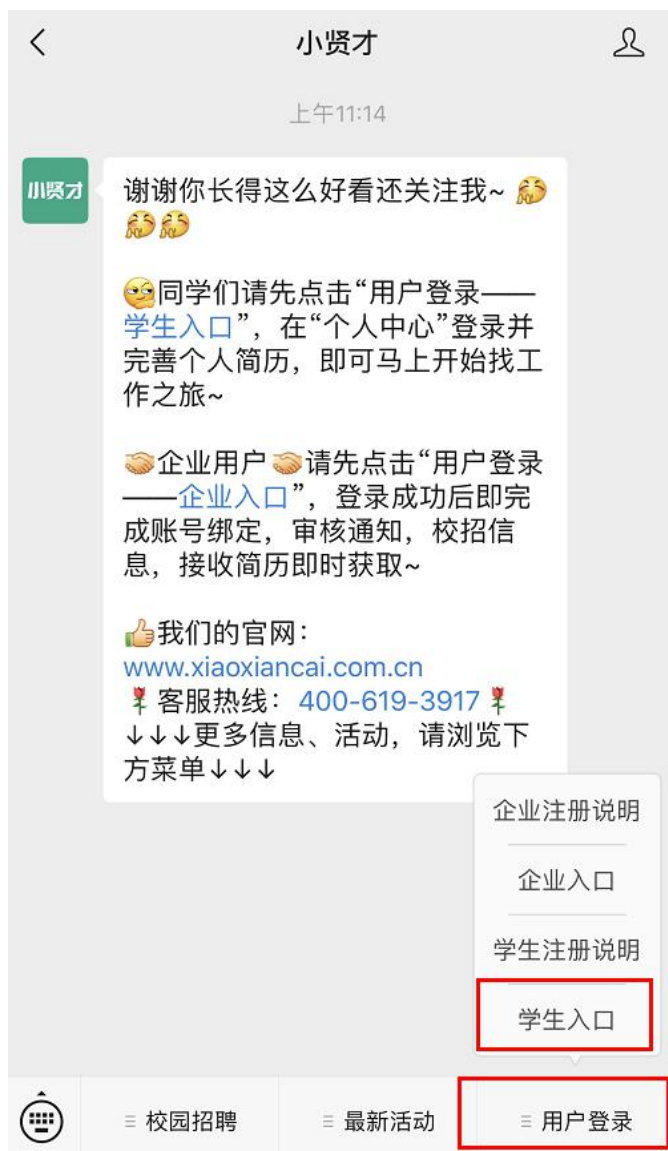 小贤才
上午11:14
小贤才
谢谢你长得这么好看还关注我~
同学们请先点击“用户登录——
学生入口”，在“个人中心”登录并
完善个人简历，即可马上开始找工
作之旅~
企业用户🤝请先点击“用户登录
——企业入口”，登录成功后即完
成账号绑定，审核通知，校招信
息，接收简历即时获取~
我们的官网：
www.xiaoxiancai.com.cn
客服热线：400-619-3917
↓↓↓更多信息、活动，请浏览下
方菜单↓↓↓
企业注册说明
企业入口
学生注册说明
学生入口
校园招聘
最新活动
用户登录